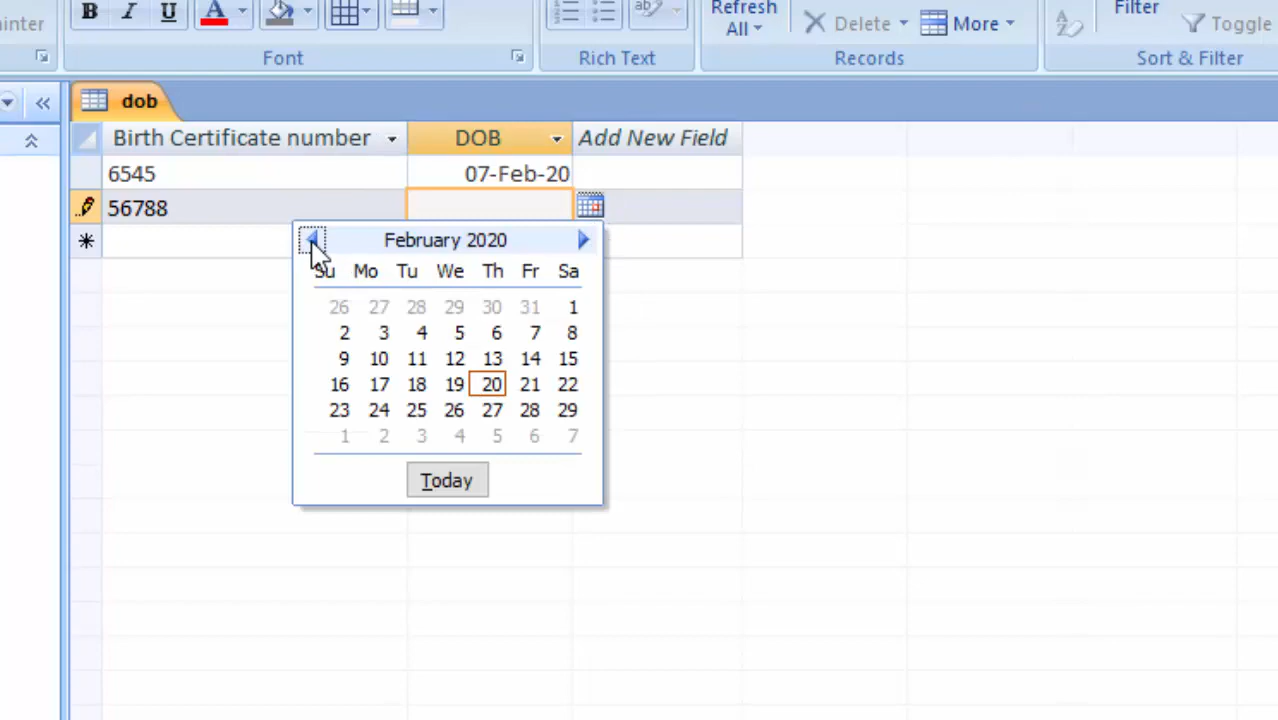 B I U A ab Refresh Filter
ainter All Delete More Toggle
Font Rich Text Records Sort & Filter
dob
Birth Certificate number DOB Add New Field
6545 07-Feb-20
56788
February 2020
Su Mo Tu We Th Fr Sa
26 27 28 29 30 31 1
2 3 4 5 6 7 8
9 10 11 12 13 14 15
16 17 18 19 20 21 22
23 24 25 26 27 28 29
1 2 3 4 5 6 7
Today